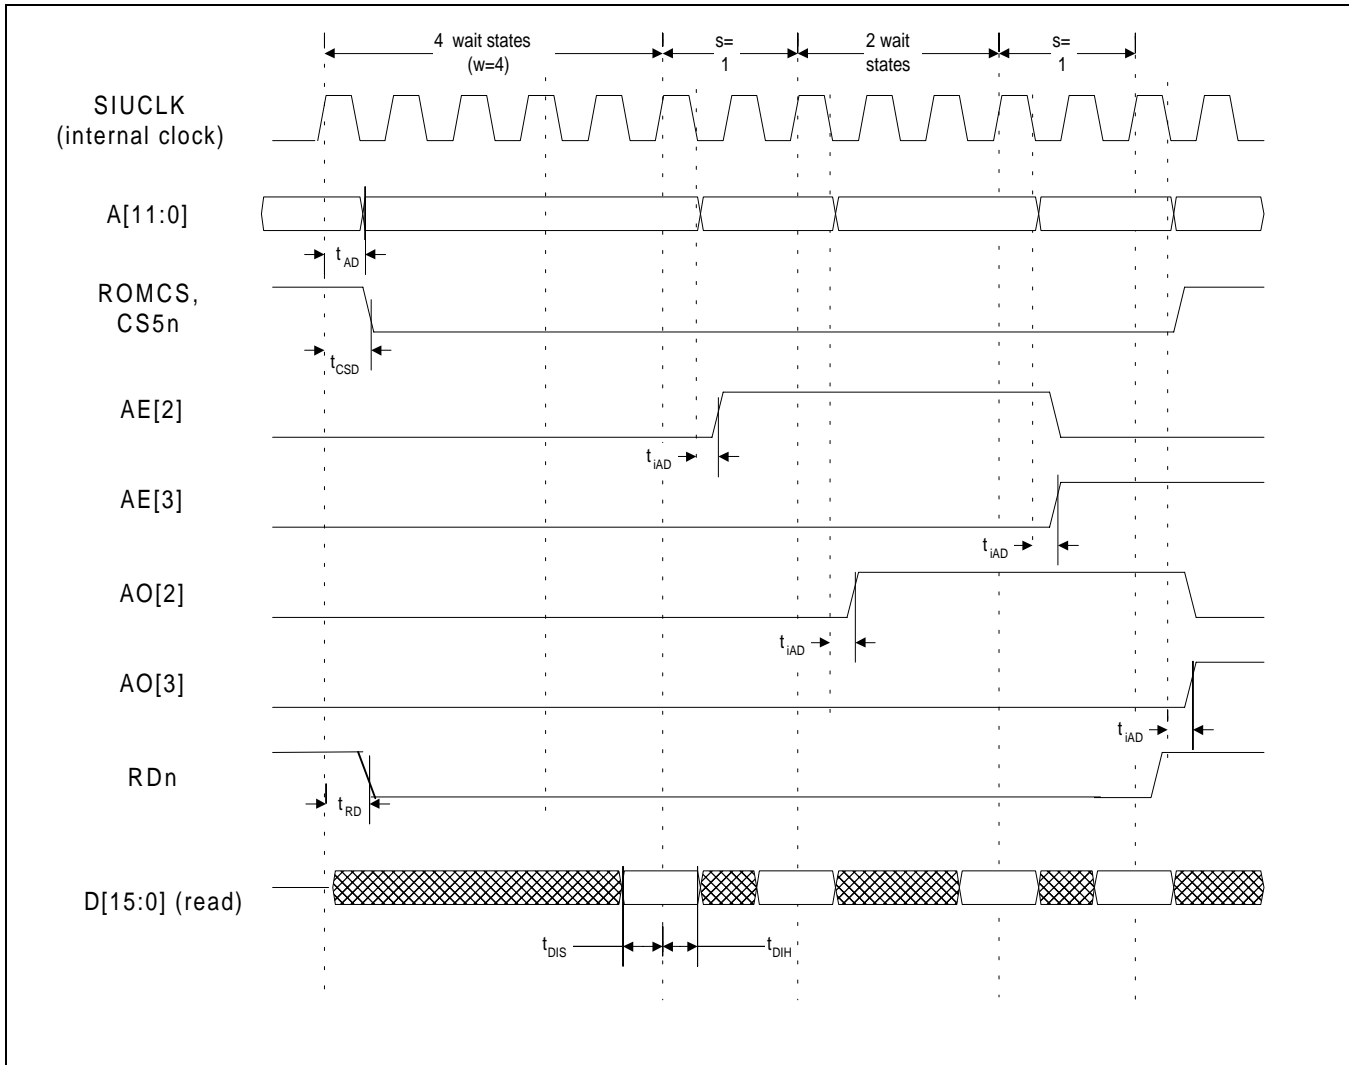 4 wait states
(w=4)
s=
1
2 wait
states
s=
1
SIUCLK
(internal clock)
A[11:0]
tAD
ROMCS,
CS5n
tCSD
AE[2]
tiAD
AE[3]
tiAD
AO[2]
tiAD
AO[3]
tiAD
RDn
tRD
D[15:0] (read)
tDIS
tDIH